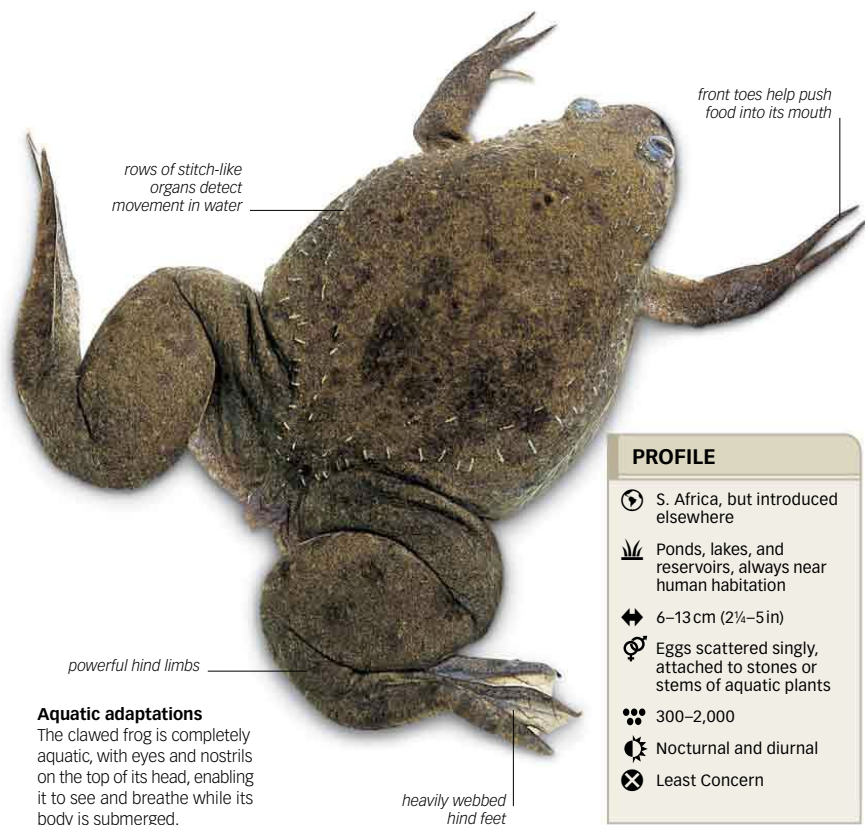 front toes help push
food into its mouth
rows of stitch-like
organs detect
movement in water
powerful hind limbs
Aquatic adaptations
The clawed frog is completely
aquatic, with eyes and nostrils
on the top of its head, enabling
it to see and breathe while its
body is submerged.
heavily webbed
hind feet
PROFILE
S. Africa, but introduced
elsewhere
Ponds, lakes, and
reservoirs, always near
human habitation
6–13 cm (2¼–5 in)
Eggs scattered singly,
attached to stones or
stems of aquatic plants
300–2,000
Nocturnal and diurnal
Least Concern